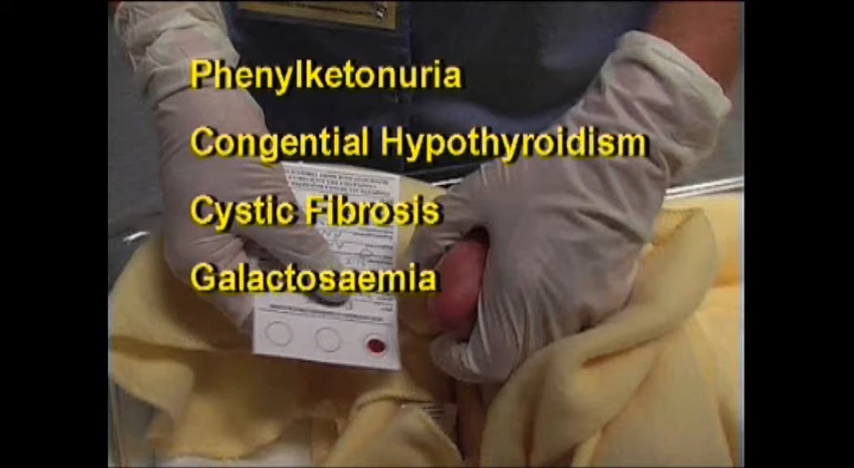 Phenylketonuria
Congential Hypothyroidism
Cystic Fibrosis
Galactosaemia